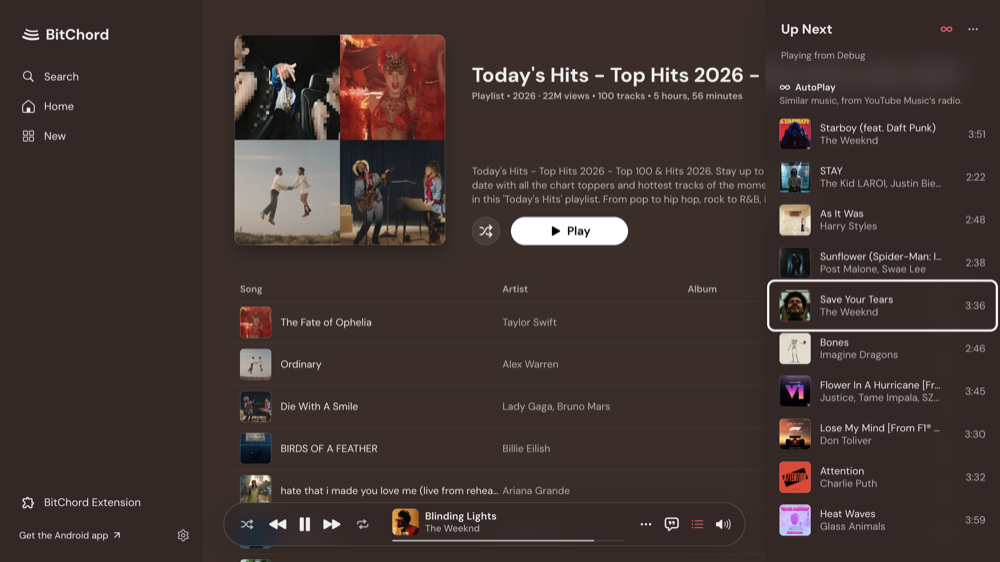 BitChord
Search
Home
New
BitChord Extension
Get the Android app ↗
Today's Hits - Top Hits 2026 -
Playlist • 2026 · 22M views • 100 tracks • 5 hours, 56 minutes
Today's Hits - Top Hits 2026 - Top 100 & Hits 2026. Stay up to
date with all the chart toppers and hottest tracks of the mome
in this 'Today's Hits' playlist. From pop to hip hop, rock to R&B, i
Play
Song Artist Album
The Fate of Ophelia Taylor Swift
Ordinary Alex Warren
Die With A Smile Lady Gaga, Bruno Mars
BIRDS OF A FEATHER Billie Eilish
hate that i made you love me (live from rehea... Ariana Grande
Blinding Lights
The Weeknd
Up Next
Playing from Debug
AutoPlay
Similar music, from YouTube Music's radio.
Starboy (feat. Daft Punk)
The Weeknd
3:51
STAY
The Kid LAROI, Justin Bie...
2:22
As It Was
Harry Styles
2:48
Sunflower (Spider-Man: I...
Post Malone, Swae Lee
2:38
Save Your Tears
The Weeknd
3:36
Bones
Imagine Dragons
2:46
Flower In A Hurricane [Fr...
Justice, Tame Impala, SZ...
3:45
Lose My Mind [From F1® ...
Don Toliver
3:30
Attention
Charlie Puth
3:32
Heat Waves
Glass Animals
3:59